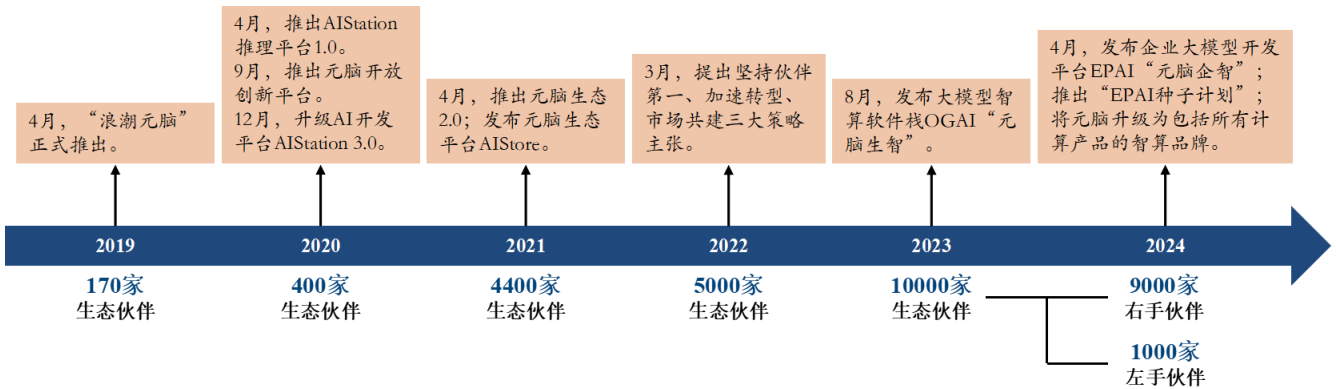 4月，“浪潮元脑”
正式推出。
4月，推出AIStation
推理平台1.0。
9月，推出元脑开放
创新平台。
12月，升级AI开发
平台AIStation 3.0。
4月，推出元脑生态
2.0；发布元脑生态
平台AIStore。
3月，提出坚持伙伴
第一、加速转型、
市场共建三大策略
主张。
8月，发布大模型智
算软件栈OGAI“元
脑生智”。
4月，发布企业大模型开发
平台EPAI“元脑企智”；
推出“EPAI种子计划”；
将元脑升级为包括所有计
算产品的智算品牌。
2019
2020
2021
2022
2023
2024
170家
生态伙伴
400家
生态伙伴
4400家
生态伙伴
5000家
生态伙伴
10000家
生态伙伴
9000家
右手伙伴
1000家
左手伙伴